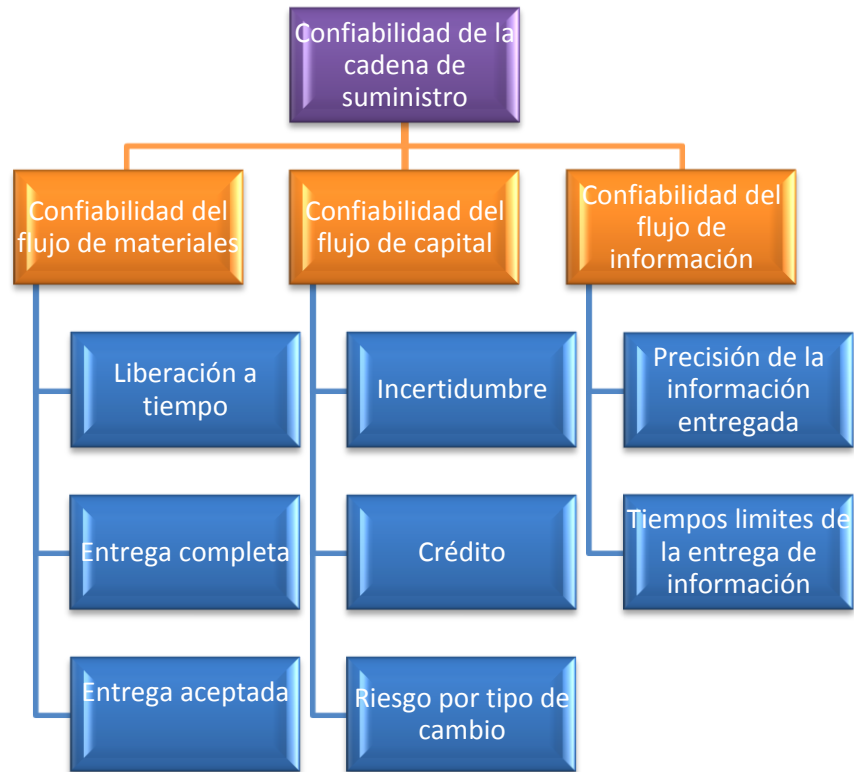 Confiabilidad de la
cadena de
suministro
Confiabilidad del
flujo de materiales
Confiabilidad del
flujo de capital
Confiabilidad del
flujo de
información
Liberación a
tiempo
Incertidumbre
Precisión de la
información
entregada
Entrega completa
Crédito
Tiempos limites de
la entrega de
información
Entrega aceptada
Riesgo por tipo de
cambio